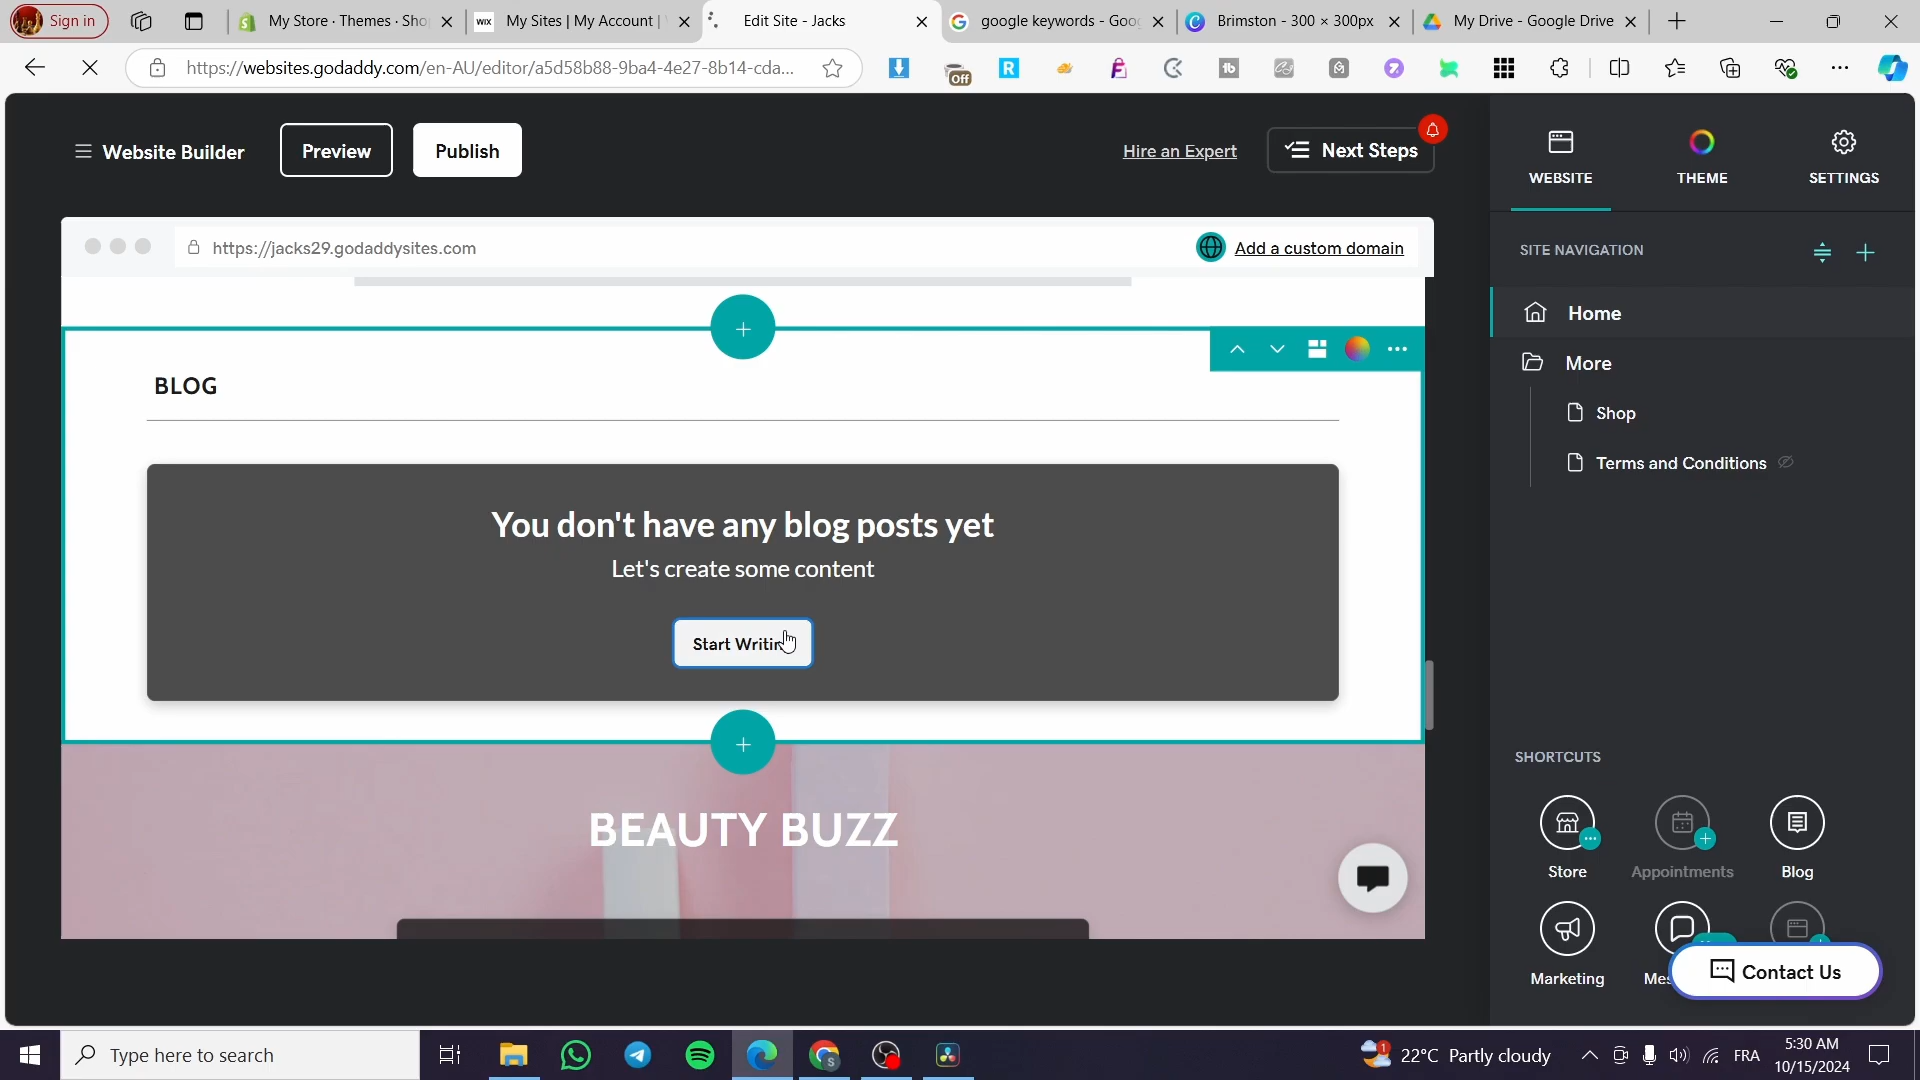 Sign in
My Store · Themes · Sho
WIX
My Sites | My Account |
Edit Site - Jacks
google keywords - Goo
Brimston - 300 × 300px
My Drive - Google Drive
https://websites.godaddy.com/en-AU/editor/a5d58b88-9ba4-4e27-8b14-cda...
Off
Website Builder
Preview
Publish
Hire an Expert
Next Steps
WEBSITE
THEME
SETTINGS
https://jacks29.godaddysites.com
Add a custom domain
SITE NAVIGATION
Home
More
Shop
Terms and Conditions
BLOG
You don't have any blog posts yet
Let's create some content
Start Writin
BEAUTY BUZZ
SHORTCUTS
Store
Appointments
Blog
Marketing
Mes
Contact Us
Type here to search
22°C Partly cloudy
FRA
5:30 AM
10/15/2024